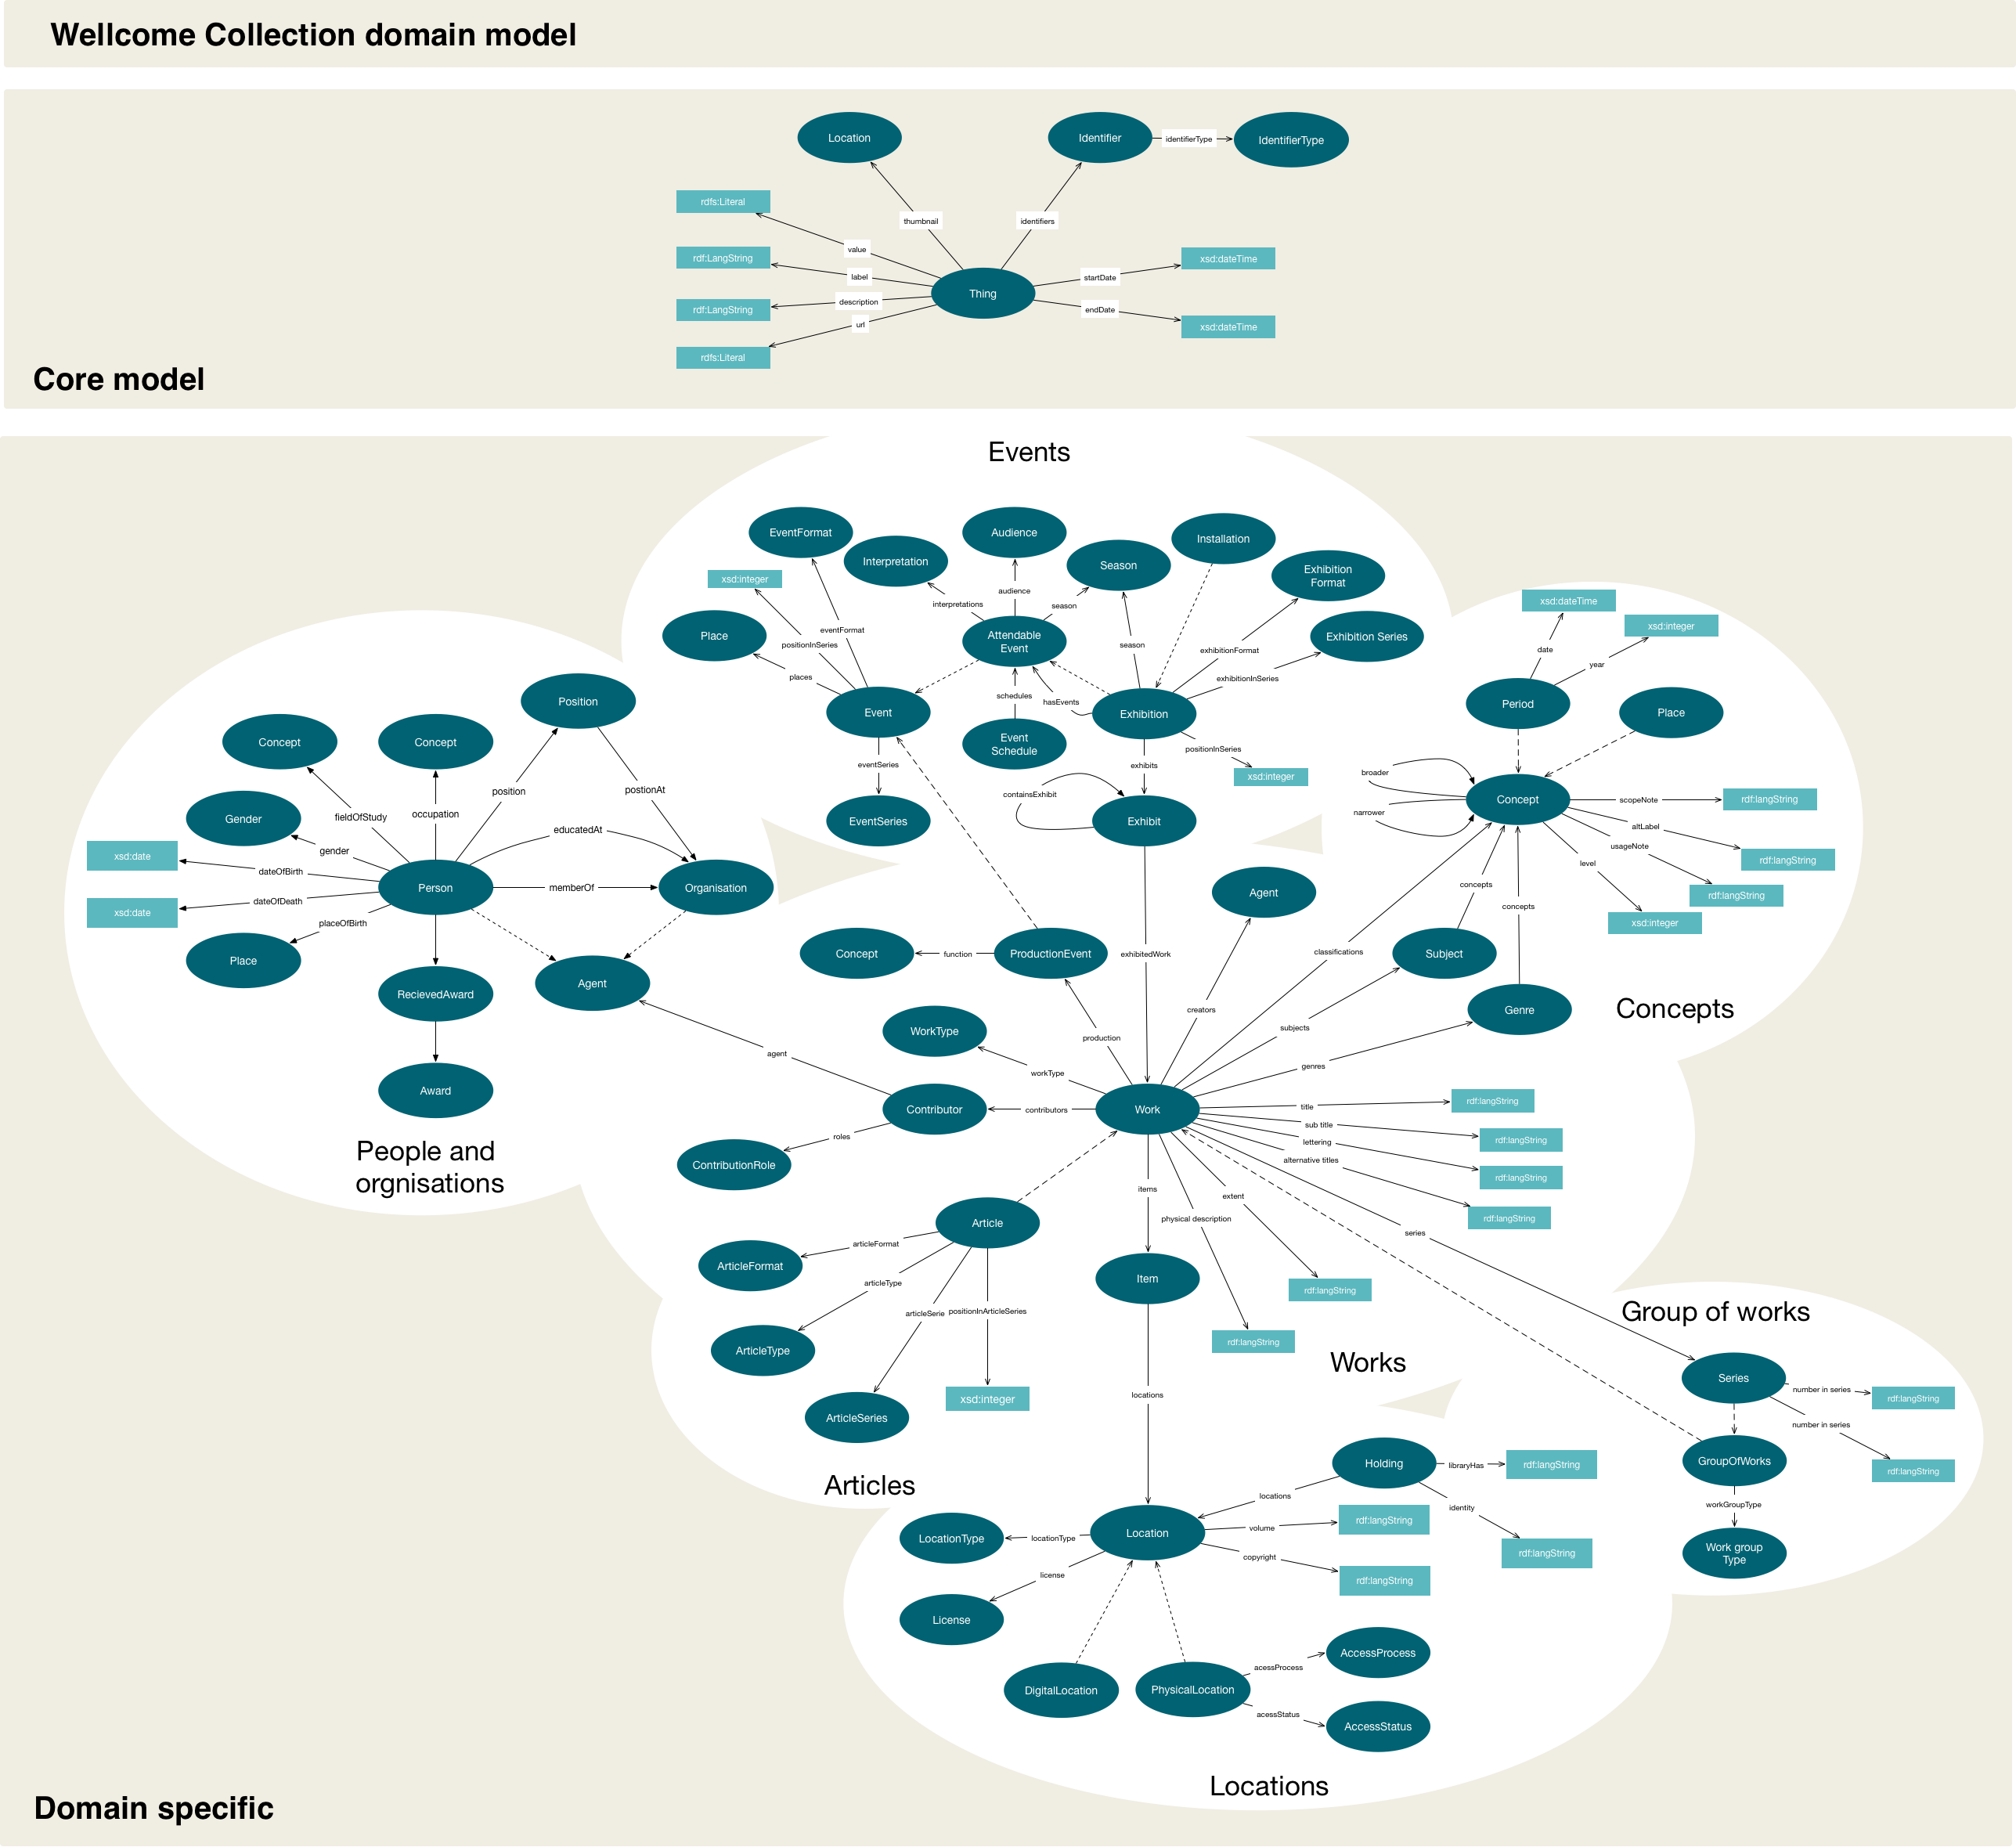 Wellcome Collection domain model
Location
Identifier
identifierType
IdentifierType
rdfs:Literal
thumbnail
identifiers
value
rdf:LangString
label
startDate
xsd:dateTime
Thing
rdf:LangString
description
endDate
url
xsd:dateTime
rdfs:Literal
Core model
Events
EventFormat
Interpretation
Audience
Season
Installation
Exhibition
Format
xsd:integer
interpretations
audience
season
Place
eventFormat
positionInSeries
Attendable
Event
season
exhibitionFormat
Exhibition Series
places
schedules
hasEvents
exhibitionInSeries
Event
Event
Schedule
Exhibition
positionInSeries
eventSeries
exhibits
xsd:integer
containsExhibit
EventSeries
Exhibit
xsd:dateTime
xsd:integer
date
year
Period
Place
broader
narrower
Concept
scopeNote
rdf:langString
altLabel
usageNote
rdf:langString
level
concepts
rdf:langString
concepts
xsd:integer
Subject
Genre
Concepts
Position
Concept
Concept
position
postionAt
Gender
fieldOfStudy
occupation
educatedAt
gender
xsd:date
dateOfBirth
Person
memberOf
Organisation
xsd:date
dateOfDeath
placeOfBirth
Place
RecievedAward
Agent
Award
People and
orgnisations
Agent
Concept
function
ProductionEvent
exhibitedWork
classifications
creators
subjects
WorkType
production
genres
agent
workType
Contributor
contributors
Work
title
rdf:langString
sub title
rdf:langString
lettering
rdf:langString
alternative titles
rdf:langString
roles
ContributionRole
items
extent
physical description
series
Article
articleFormat
ArticleFormat
articleType
Item
rdf:langString
articleSerie
positionInArticleSeries
ArticleType
rdf:langString
Works
ArticleSeries
xsd:integer
locations
Articles
Group of works
Series
number in series
rdf:langString
number in series
GroupOfWorks
rdf:langString
workGroupType
Work group
Type
Holding
libraryHas
rdf:langString
locations
identity
rdf:langString
LocationType
locationType
Location
volume
rdf:langString
copyright
rdf:langString
license
License
AccessProcess
acessProcess
DigitalLocation
PhysicalLocation
acessStatus
AccessStatus
Locations
Domain specific